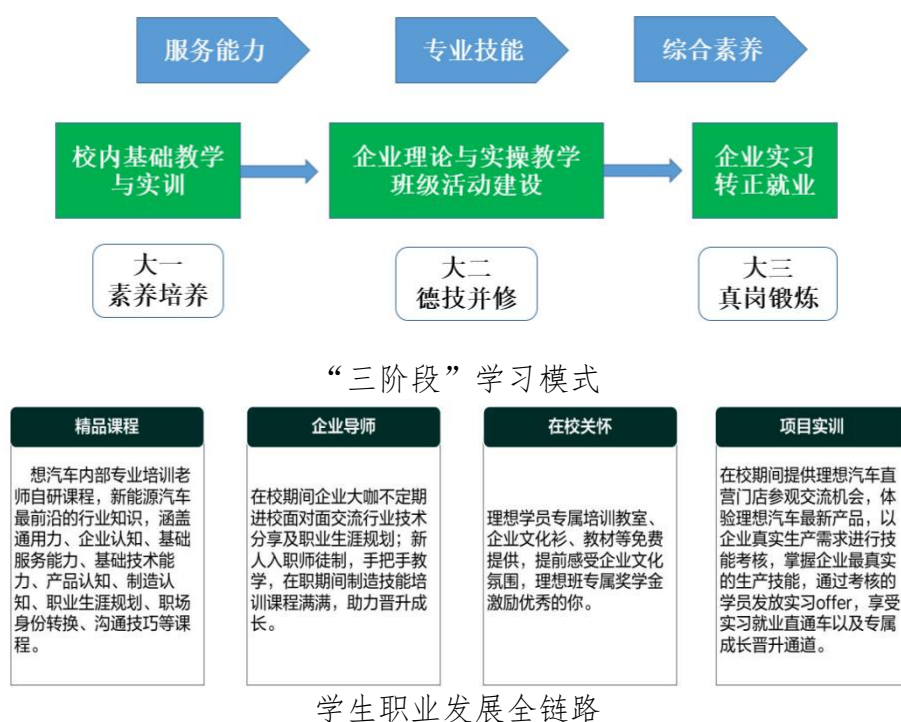 服务能力
专业技能
综合素养
校内基础教学
与实训
企业理论与实操教学
班级活动建设
企业实习
转正就业
大一
素养培养
大二
德技并修
大三
真岗锻炼
“三阶段”学习模式
精品课程
想汽车内部专业培训老
师自研课程，新能源汽车
最前沿的行业知识，涵盖
通用力、企业认知、基础
服务能力、基础技术能
力、产品认知、制造认
知、职业生涯规划、职场
身份转换、沟通技巧等课
程。
企业导师
在校期间企业大咖不定期
进校面对面交流行业技术
分享及职业生涯规划；新
人入职师徒制，手把手教
学，在职期间制造技能培
训课程满满，助力晋升成
长。
在校关怀
理想学员专属培训教室、
企业文化衫、教材等免费
提供，提前感受企业文化
氛围，理想班专属奖学金
激励优秀的你。
项目实训
在校期间提供理想汽车直
营门店参观交流机会，体
验理想汽车最新产品，以
企业真实生产需求进行技
能考核，掌握企业最真实
的生产技能，通过考核的
学员发放实习offer，享受
实习就业直通车以及专属
成长晋升通道。
学生职业发展全链路